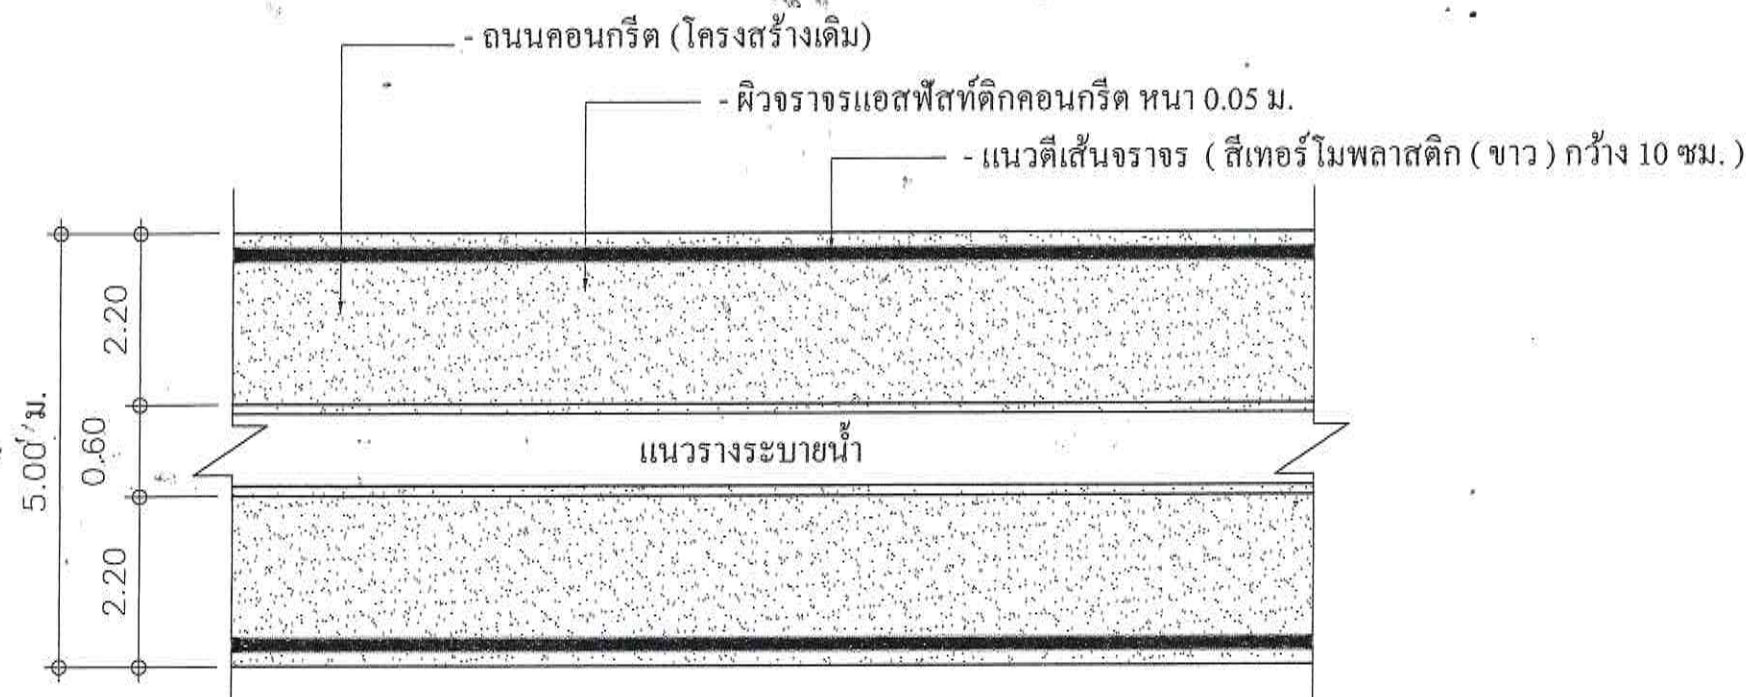 - ถนนคอนกรีต (โครงสร้างเดิม)
- ผิวจราจรแอสฟัสท์ติกคอนกรีต หนา 0.05 ม.
- แนวตีเส้นจราจร ( สีเทอร์โมพลาสติก ( ขาว ) กว้าง 10 ซม. )
2.20
5.00 ม.
0.60
แนวรางระบายน้ำ
2.20